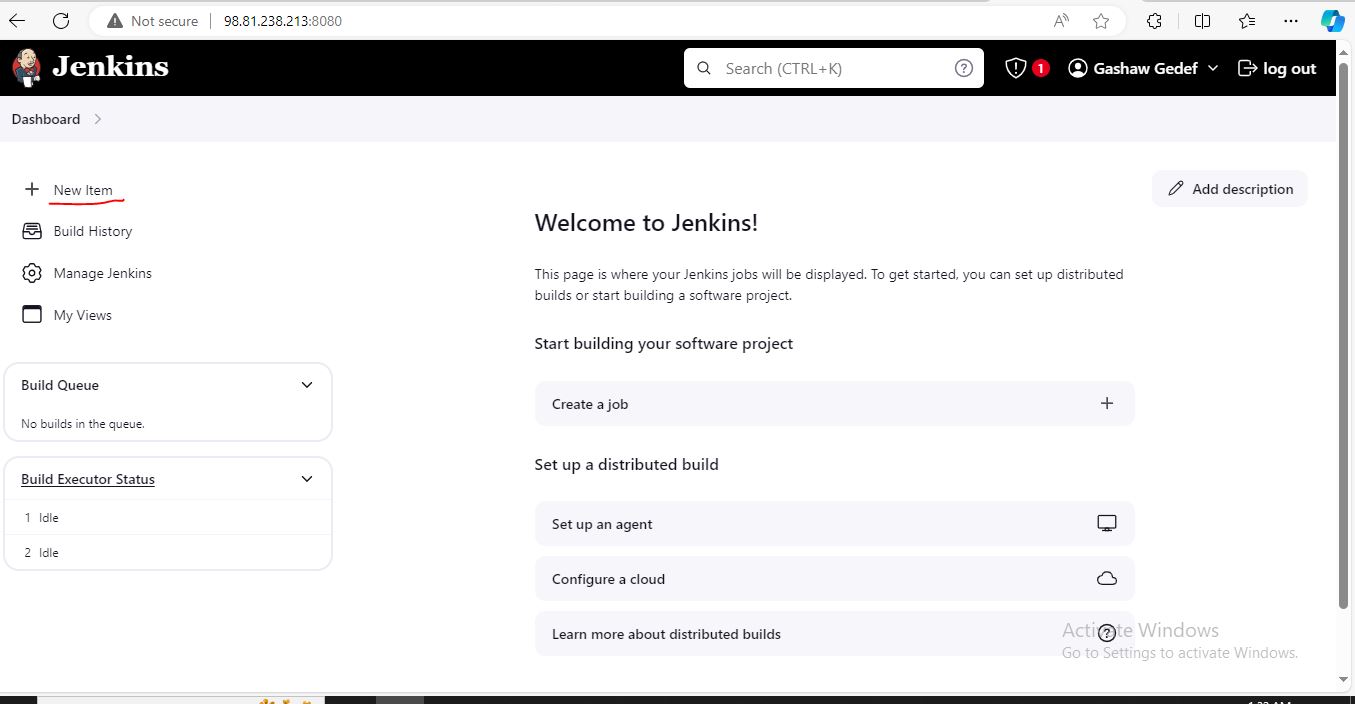 Not secure 98.81.238.213:8080
Jenkins
Search (CTRL+K)
1
Gashaw Gedef
log out
Dashboard
New Item
Build History
Manage Jenkins
My Views
Build Queue
No builds in the queue.
Build Executor Status
1 Idle
2 Idle
Add description
Welcome to Jenkins!
This page is where your Jenkins jobs will be displayed. To get started, you can set up distributed
builds or start building a software project.
Start building your software project
Create a job
Set up a distributed build
Set up an agent
Configure a cloud
Learn more about distributed builds
Activate Windows
Go to Settings to activate Windows.